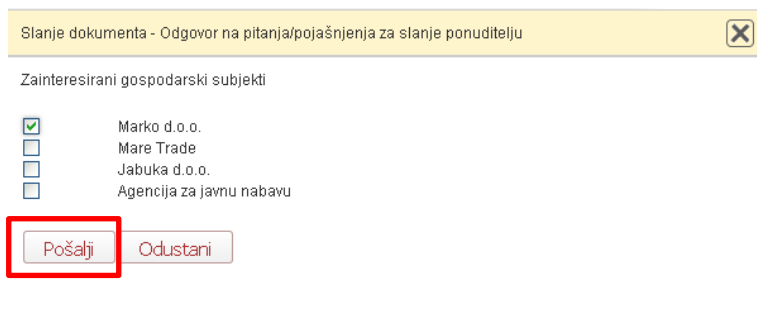 Slanje dokumenta - Odgovor na pitanja/pojašnjenja za slanje ponuditelju
Zainteresirani gospodarski subjekti
Marko d.o.o.
Mare Trade
Jabuka d.o.o.
Agencija za javnu nabavu
Pošalji Odustani